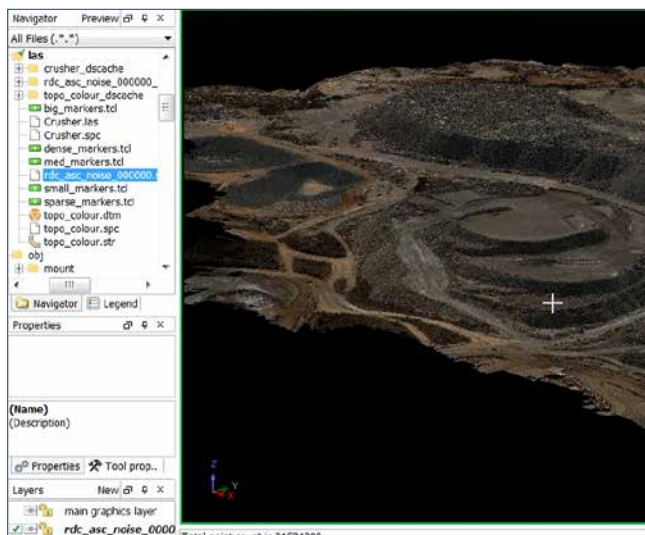 Navigator Preview
All Files (.*.")
las
crusher_dscache
rdc_asc_noise_000000_
topo_colour_dscache
big_markers.tcl
Crusher.las
Crusher.spc
dense_markers.tcl
med_markers.tcl
rdc_asc_noise_000000.s
small_markers.tcl
sparse_markers.tcl
topo_colour.dtm
topo_colour.spc
topo_colour.str
obj
mount
Navigator Legend
Properties
(Name)
(Description)
Properties Tool prop..
Z
Y
X
Layers New
main graphics layer
rdc_asc_noise_0000